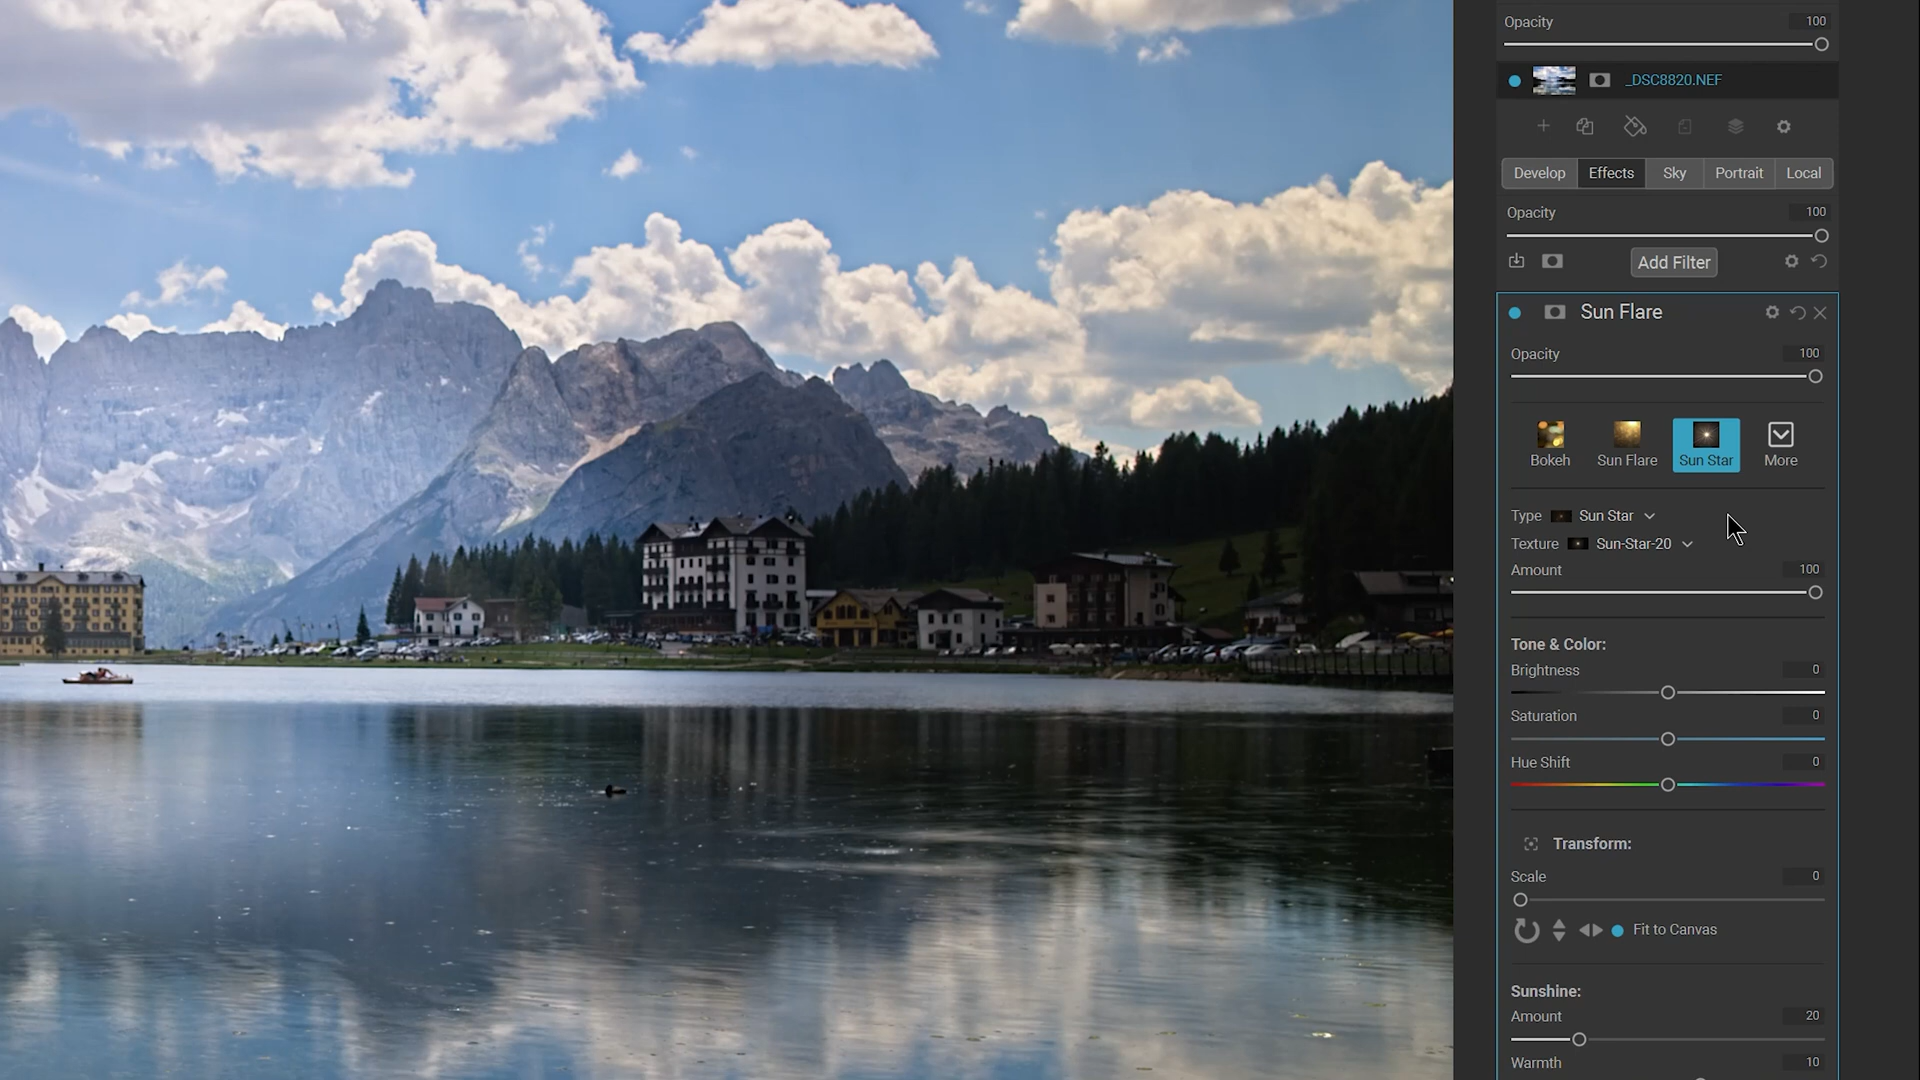 Opacity 100
_DSC8820.NEF
Develop Effects Sky Portrait Local
Opacity 100
Add Filter
Sun Flare
Opacity 100
Bokeh Sun Flare Sun Star More
Type Sun Star
Texture Sun-Star-20
Amount 100
Tone & Color:
Brightness 0
Saturation 0
Hue Shift 0
Transform:
Scale 0
Fit to Canvas
Sunshine:
Amount 20
Warmth 10